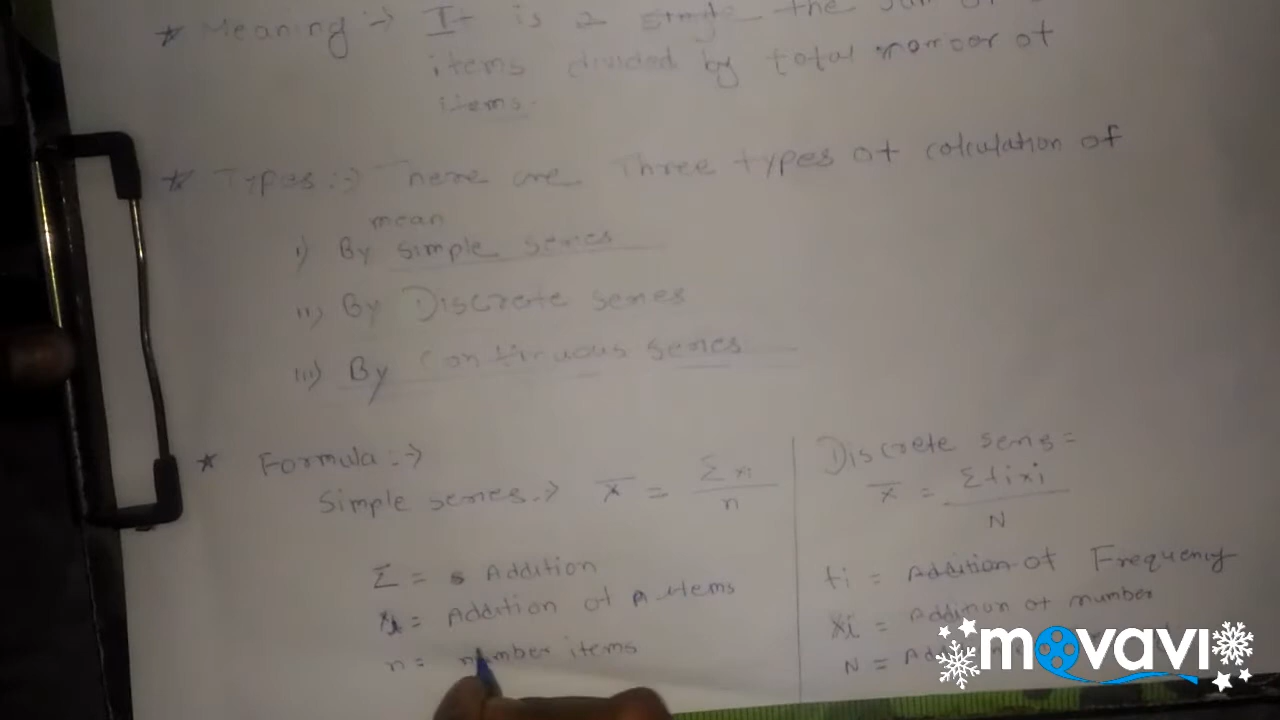 * Meaning :-> It is a single the sum of
items divided by total number of
items.
* Types :-> There are Three types of calculation of
mean
i) By simple series
ii) By Discrete series
iii) By Continuous series
* Formula :->
Simple series :-> x̄ = Σxi / n
Σ = Addition
xi = Addition of A items
n = number items
Discrete seris =
x̄ = Σfixi / N
fi = Addition of Frequency
xi = Addition of number
N =
movavi